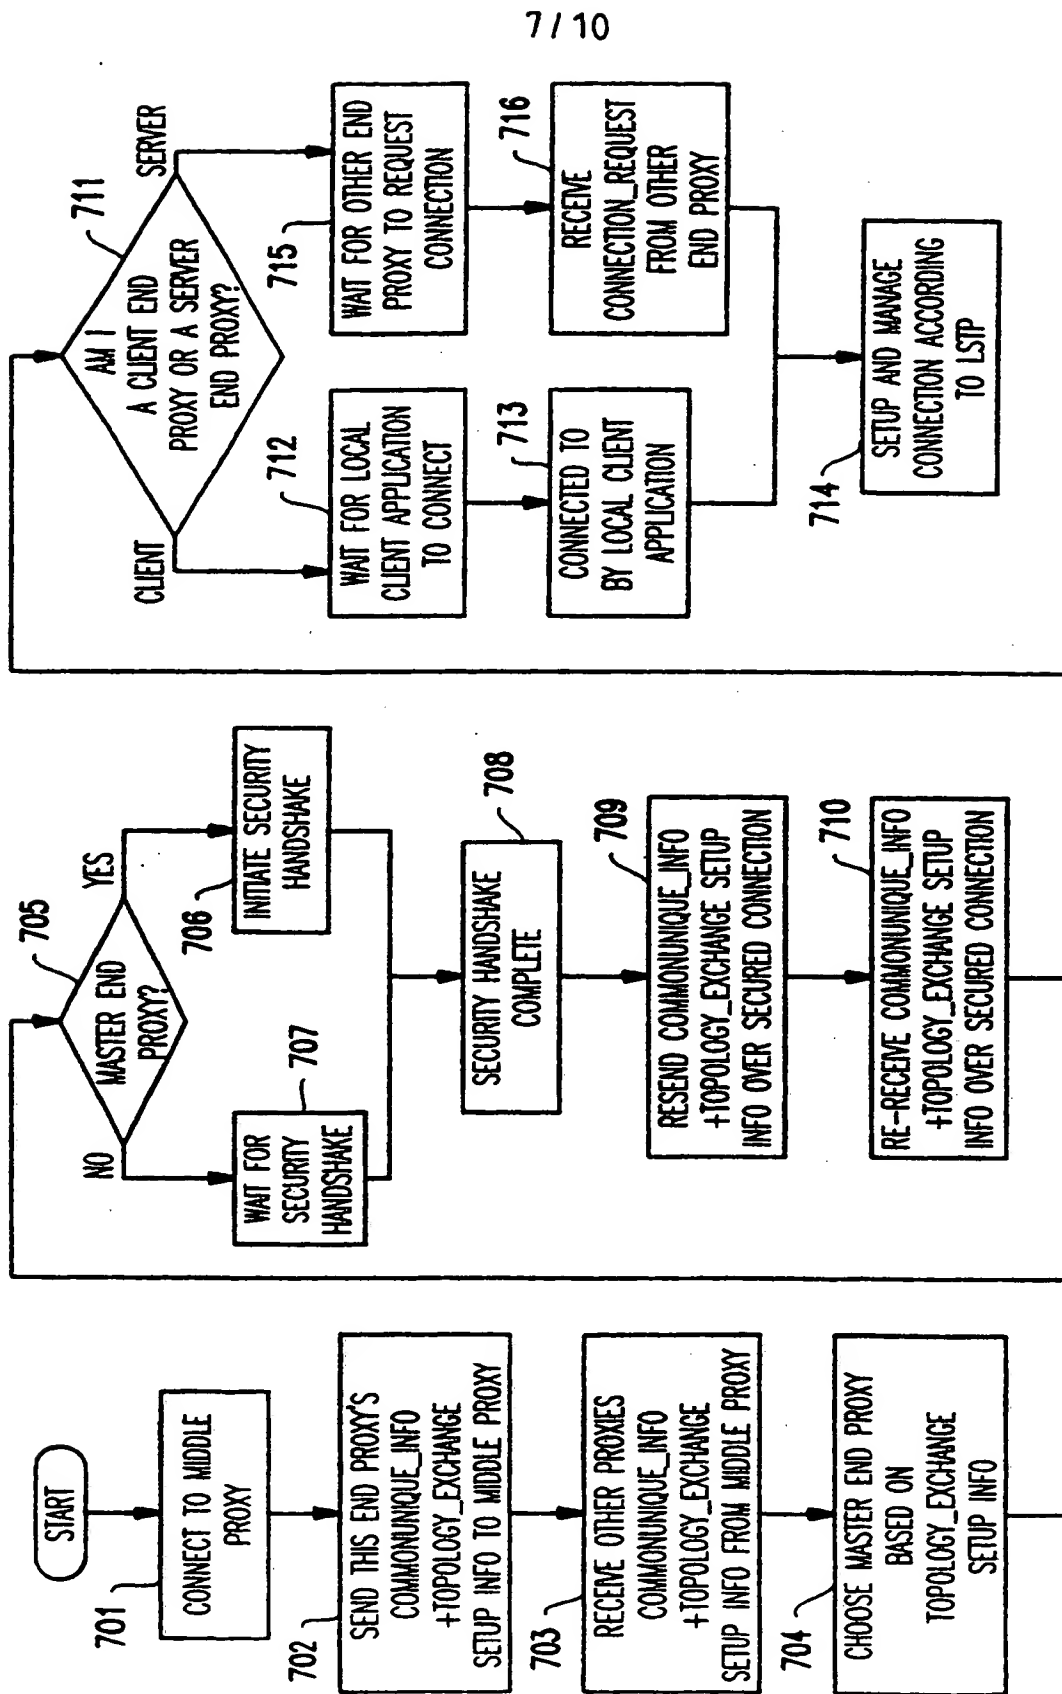 7/10
START
701
CONNECT TO MIDDLE
PROXY
702
SEND THIS END PROXY'S
COMMONUNIQUE_INFO
+TOPOLOGY_EXCHANGE
SETUP INFO TO MIDDLE PROXY
703
RECEIVE OTHER PROXIES
COMMONUNIQUE_INFO
+TOPOLOGY_EXCHANGE
SETUP INFO FROM MIDDLE PROXY
704
CHOOSE MASTER END PROXY
BASED ON
TOPOLOGY_EXCHANGE
SETUP INFO
705
MASTER END
PROXY?
NO
YES
707
WAIT FOR
SECURITY
HANDSHAKE
706
INITIATE SECURITY
HANDSHAKE
708
SECURITY HANDSHAKE
COMPLETE
709
RESEND COMMONUNIQUE_INFO
+TOPOLOGY_EXCHANGE SETUP
INFO OVER SECURED CONNECTION
710
RE-RECEIVE COMMONUNIQUE_INFO
+TOPOLOGY_EXCHANGE SETUP
INFO OVER SECURED CONNECTION
711
AM I
A CLIENT END
PROXY OR A SERVER
END PROXY?
CLIENT
SERVER
712
WAIT FOR LOCAL
CLIENT APPLICATION
TO CONNECT
713
CONNECTED TO
BY LOCAL CLIENT
APPLICATION
715
WAIT FOR OTHER END
PROXY TO REQUEST
CONNECTION
716
RECEIVE
CONNECTION_REQUEST
FROM OTHER
END PROXY
714
SETUP AND MANAGE
CONNECTION ACCORDING
TO LSTP